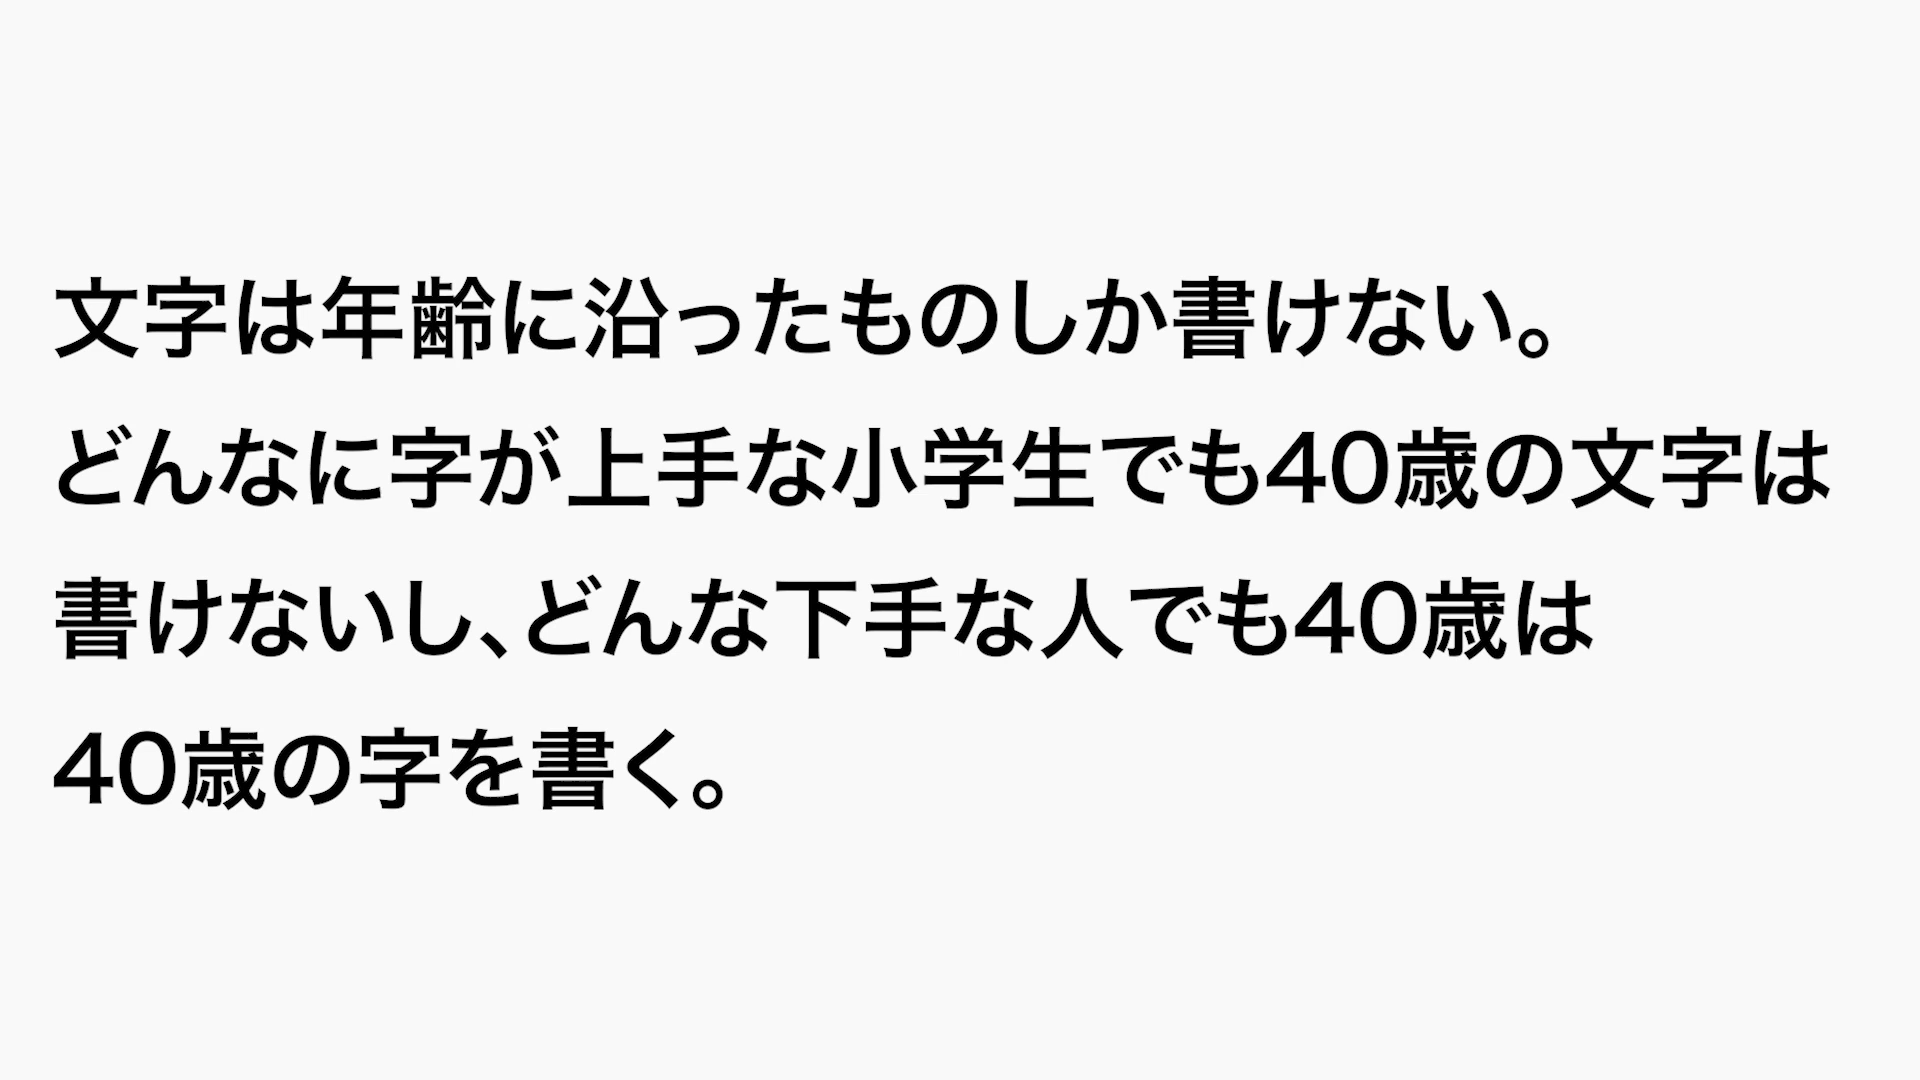 文字は年齢に沿ったものしか書けない。
どんなに字が上手な小学生でも40歳の文字は
書けないし、どんな下手な人でも40歳は
40歳の字を書く。